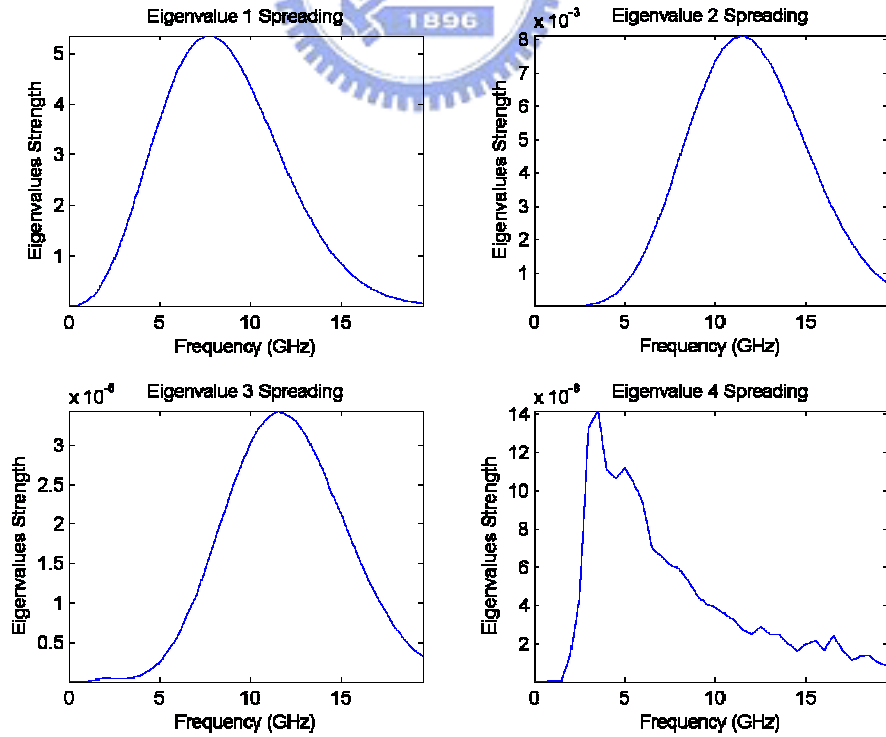 1896
Eigenvalue 1 Spreading
Eigenvalues Strength
5
4
3
2
1
0 5 10 15
Frequency (GHz)
Eigenvalue 2 Spreading
x 10^-3
Eigenvalues Strength
8
7
6
5
4
3
2
1
0 5 10 15
Frequency (GHz)
Eigenvalue 3 Spreading
Eigenvalues Strength
3
2.5
2
1.5
1
0.5
0 5 10 15
Frequency (GHz)
Eigenvalue 4 Spreading
Eigenvalues Strength
14
12
10
8
6
4
2
0 5 10 15
Frequency (GHz)